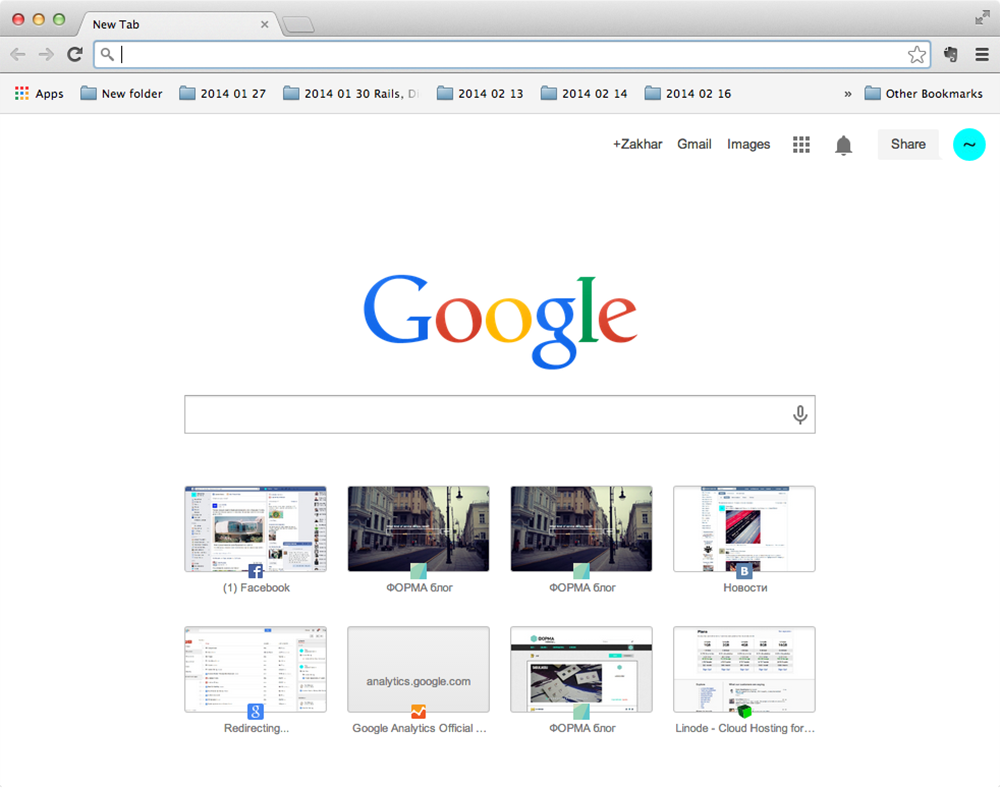 New Tab
Apps
New folder
2014 01 27
2014 01 30 Rails,
2014 02 13
2014 02 14
2014 02 16
»
Other Bookmarks
+Zakhar
Gmail
Images
Share
~
Google
(1) Facebook
ФОРМА блог
ФОРМА блог
Новости
analytics.google.com
ФОРМА
Plans
Redirecting...
Google Analytics Official ...
ФОРМА блог
Linode - Cloud Hosting for...